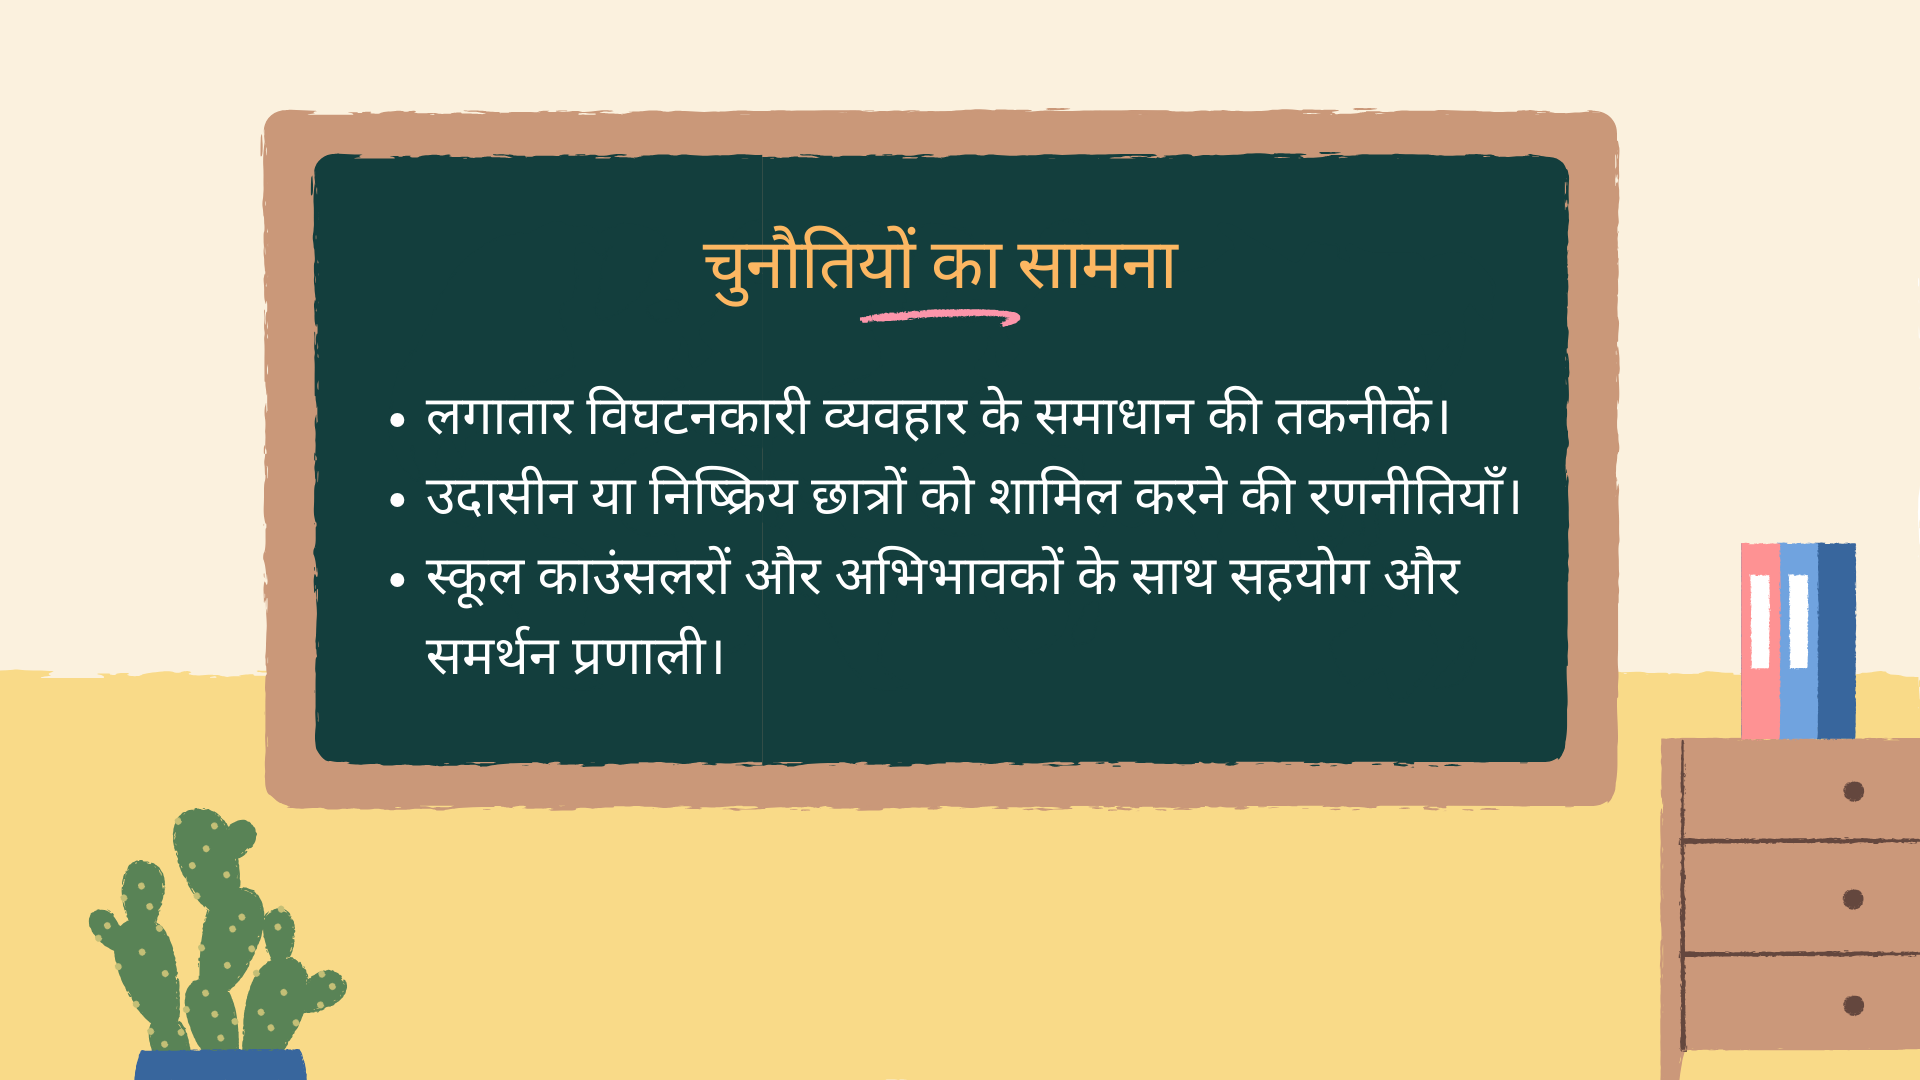 चुनौतियों का सामना
• लगातार विघटनकारी व्यवहार के समाधान की तकनीकें।
• उदासीन या निष्क्रिय छात्रों को शामिल करने की रणनीतियाँ।
• स्कूल काउंसलरों और अभिभावकों के साथ सहयोग और
समर्थन प्रणाली।